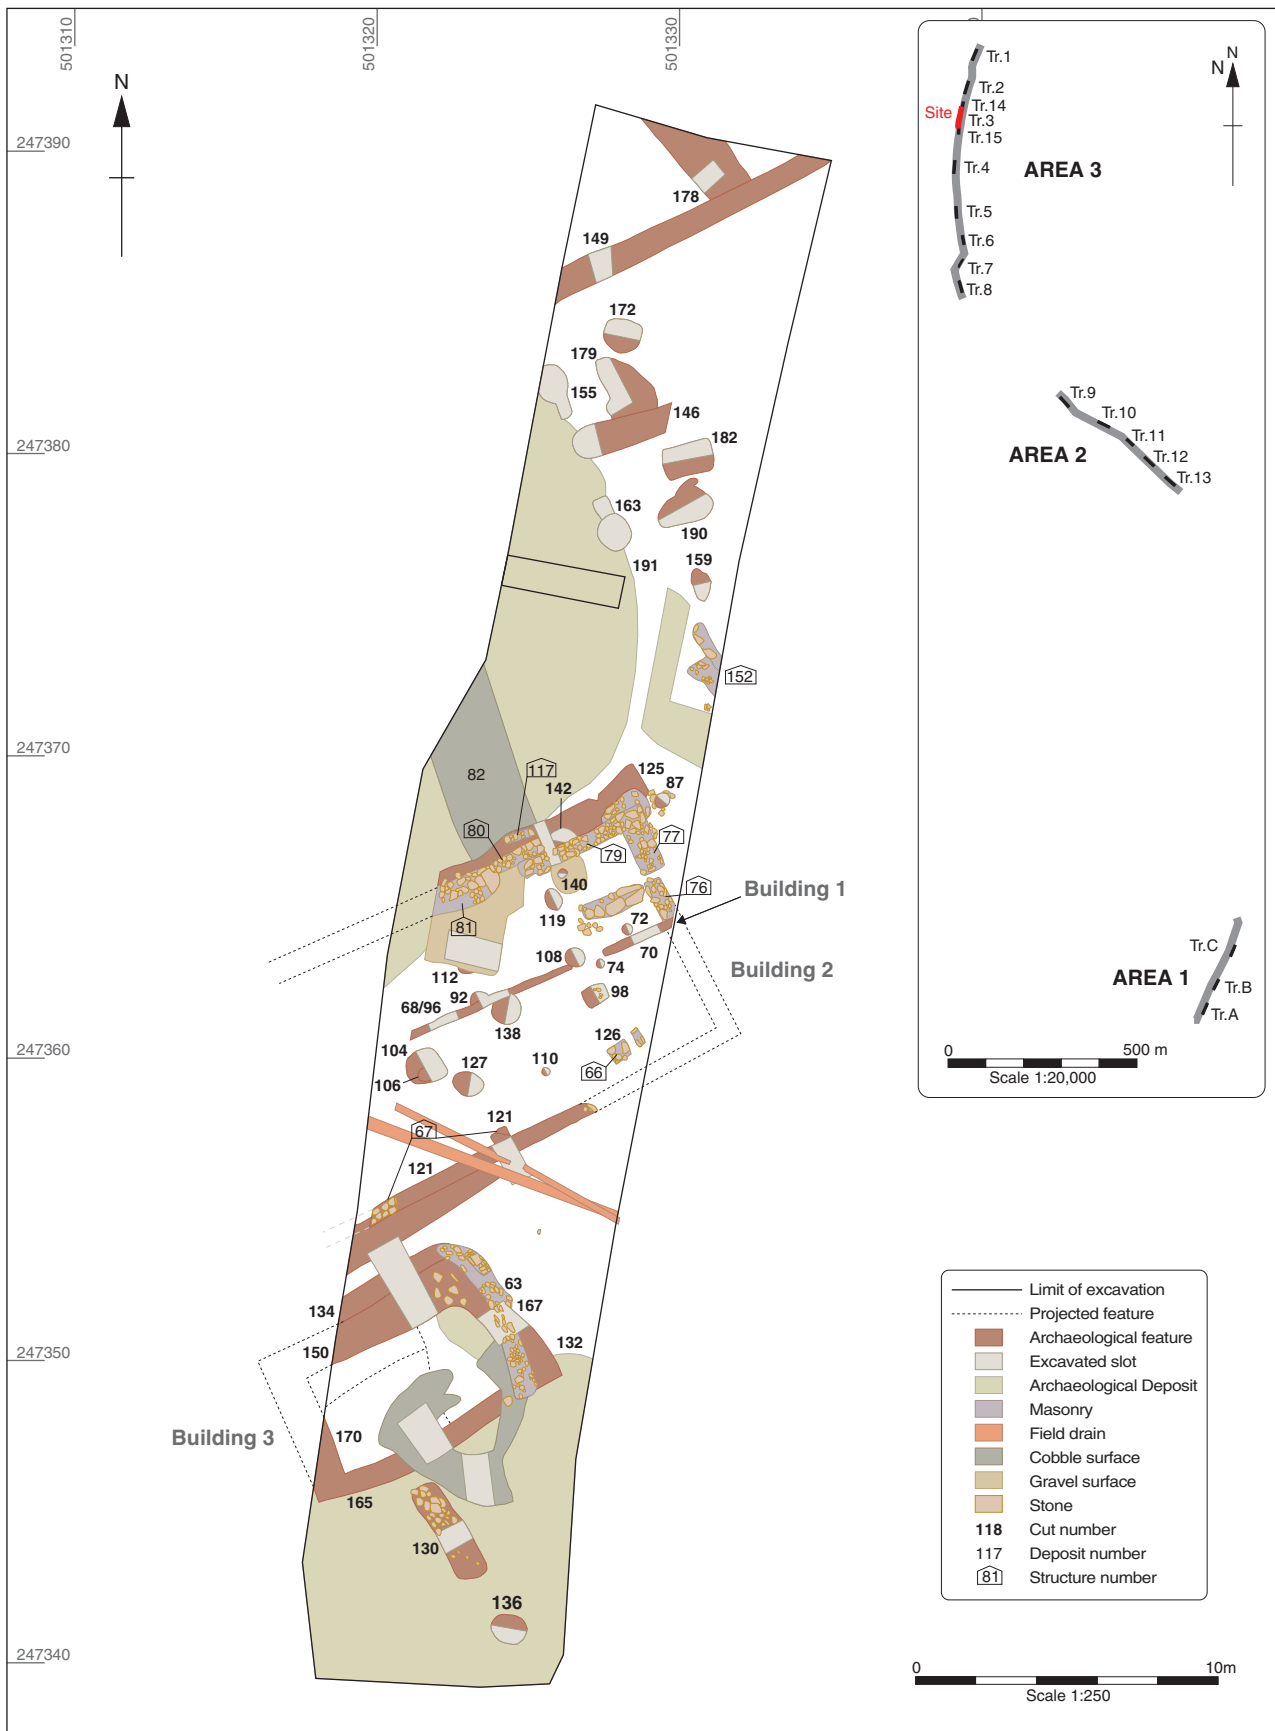 501310
501320
501330
0
N
247390
247380
247370
247360
247350
247340
178
149
172
179
155
146
182
163
190
191
159
152
82
117
142
125
87
80
79
77
140
76
Building 1
119
81
72
70
108
74
Building 2
112
92
68/96
98
138
126
104
127
110
66
106
121
67
121
63
167
134
132
150
Building 3
170
165
130
136
N
N
Tr.1
Tr.2
Tr.14
Site
Tr.3
Tr.15
Tr.4
AREA 3
Tr.5
Tr.6
Tr.7
Tr.8
Tr.9
Tr.10
Tr.11
AREA 2
Tr.12
Tr.13
Tr.C
AREA 1
Tr.B
Tr.A
0 500 m
Scale 1:20,000
Limit of excavation
Projected feature
Archaeological feature
Excavated slot
Archaeological Deposit
Masonry
Field drain
Cobble surface
Gravel surface
Stone
118 Cut number
117 Deposit number
81 Structure number
0 10m
Scale 1:250